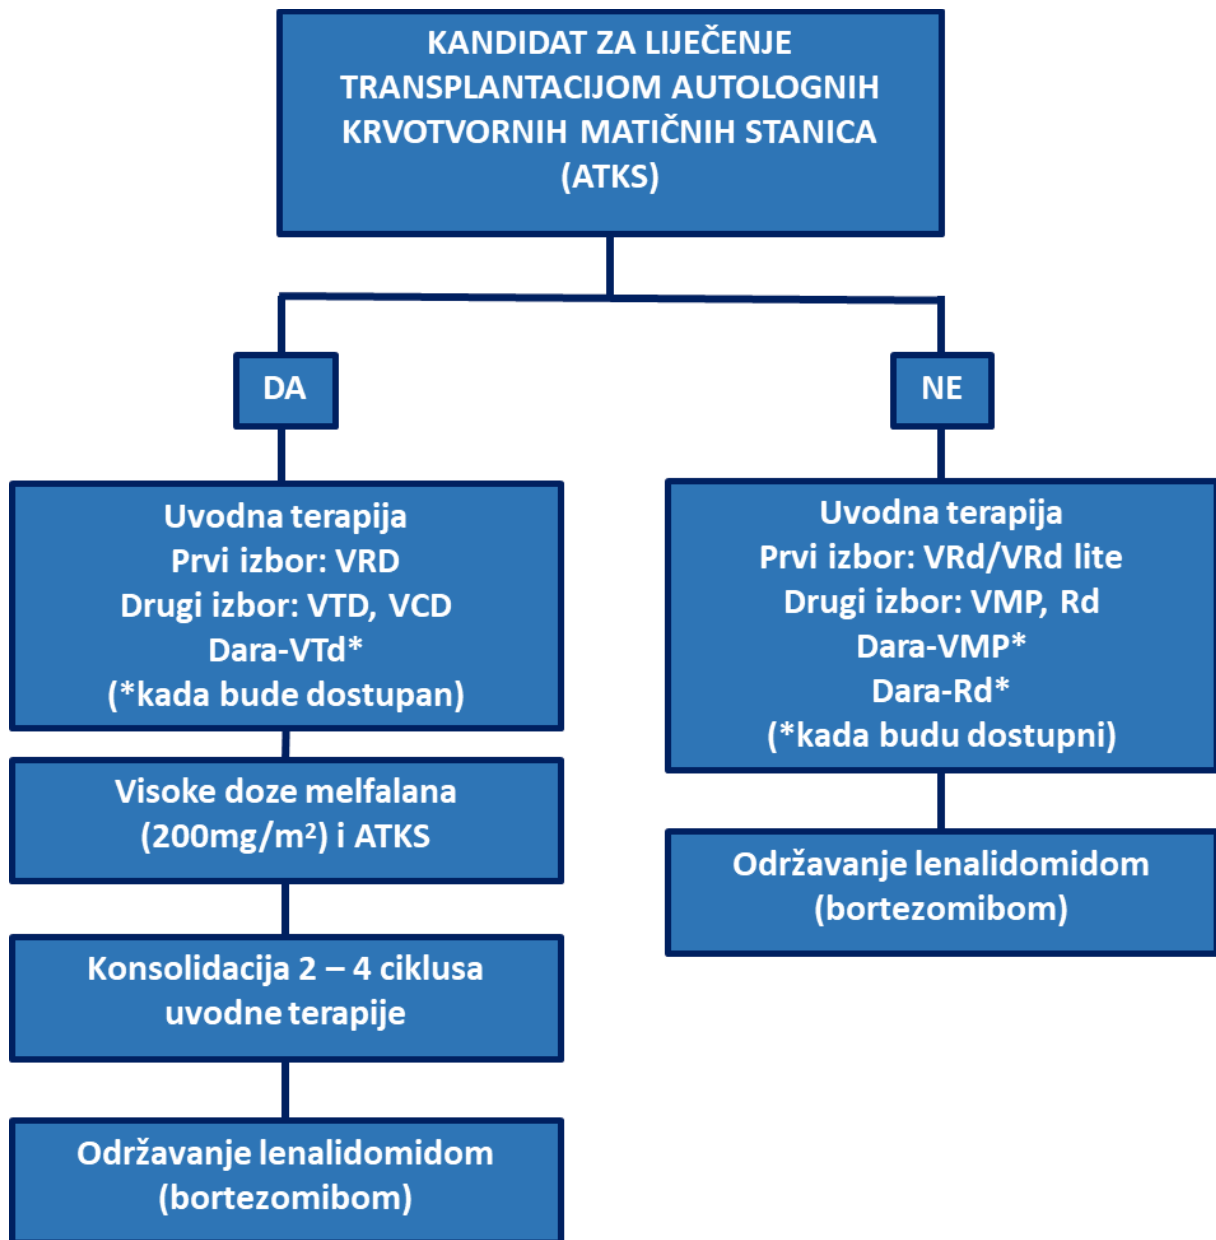 KANDIDAT ZA LIJEČENJE
TRANSPLANTACIJOM AUTOLOGNIH
KRVOTVORNIH MATIČNIH STANICA
(ATKS)
DA
NE
Uvodna terapija
Prvi izbor: VRD
Drugi izbor: VTD, VCD
Dara-VTd*
(*kada bude dostupan)
Uvodna terapija
Prvi izbor: VRd/VRd lite
Drugi izbor: VMP, Rd
Dara-VMP*
Dara-Rd*
(*kada budu dostupni)
Visoke doze melfalana
(200mg/m²) i ATKS
Održavanje lenalidomidom
(bortezomibom)
Konsolidacija 2 – 4 ciklusa
uvodne terapije
Održavanje lenalidomidom
(bortezomibom)